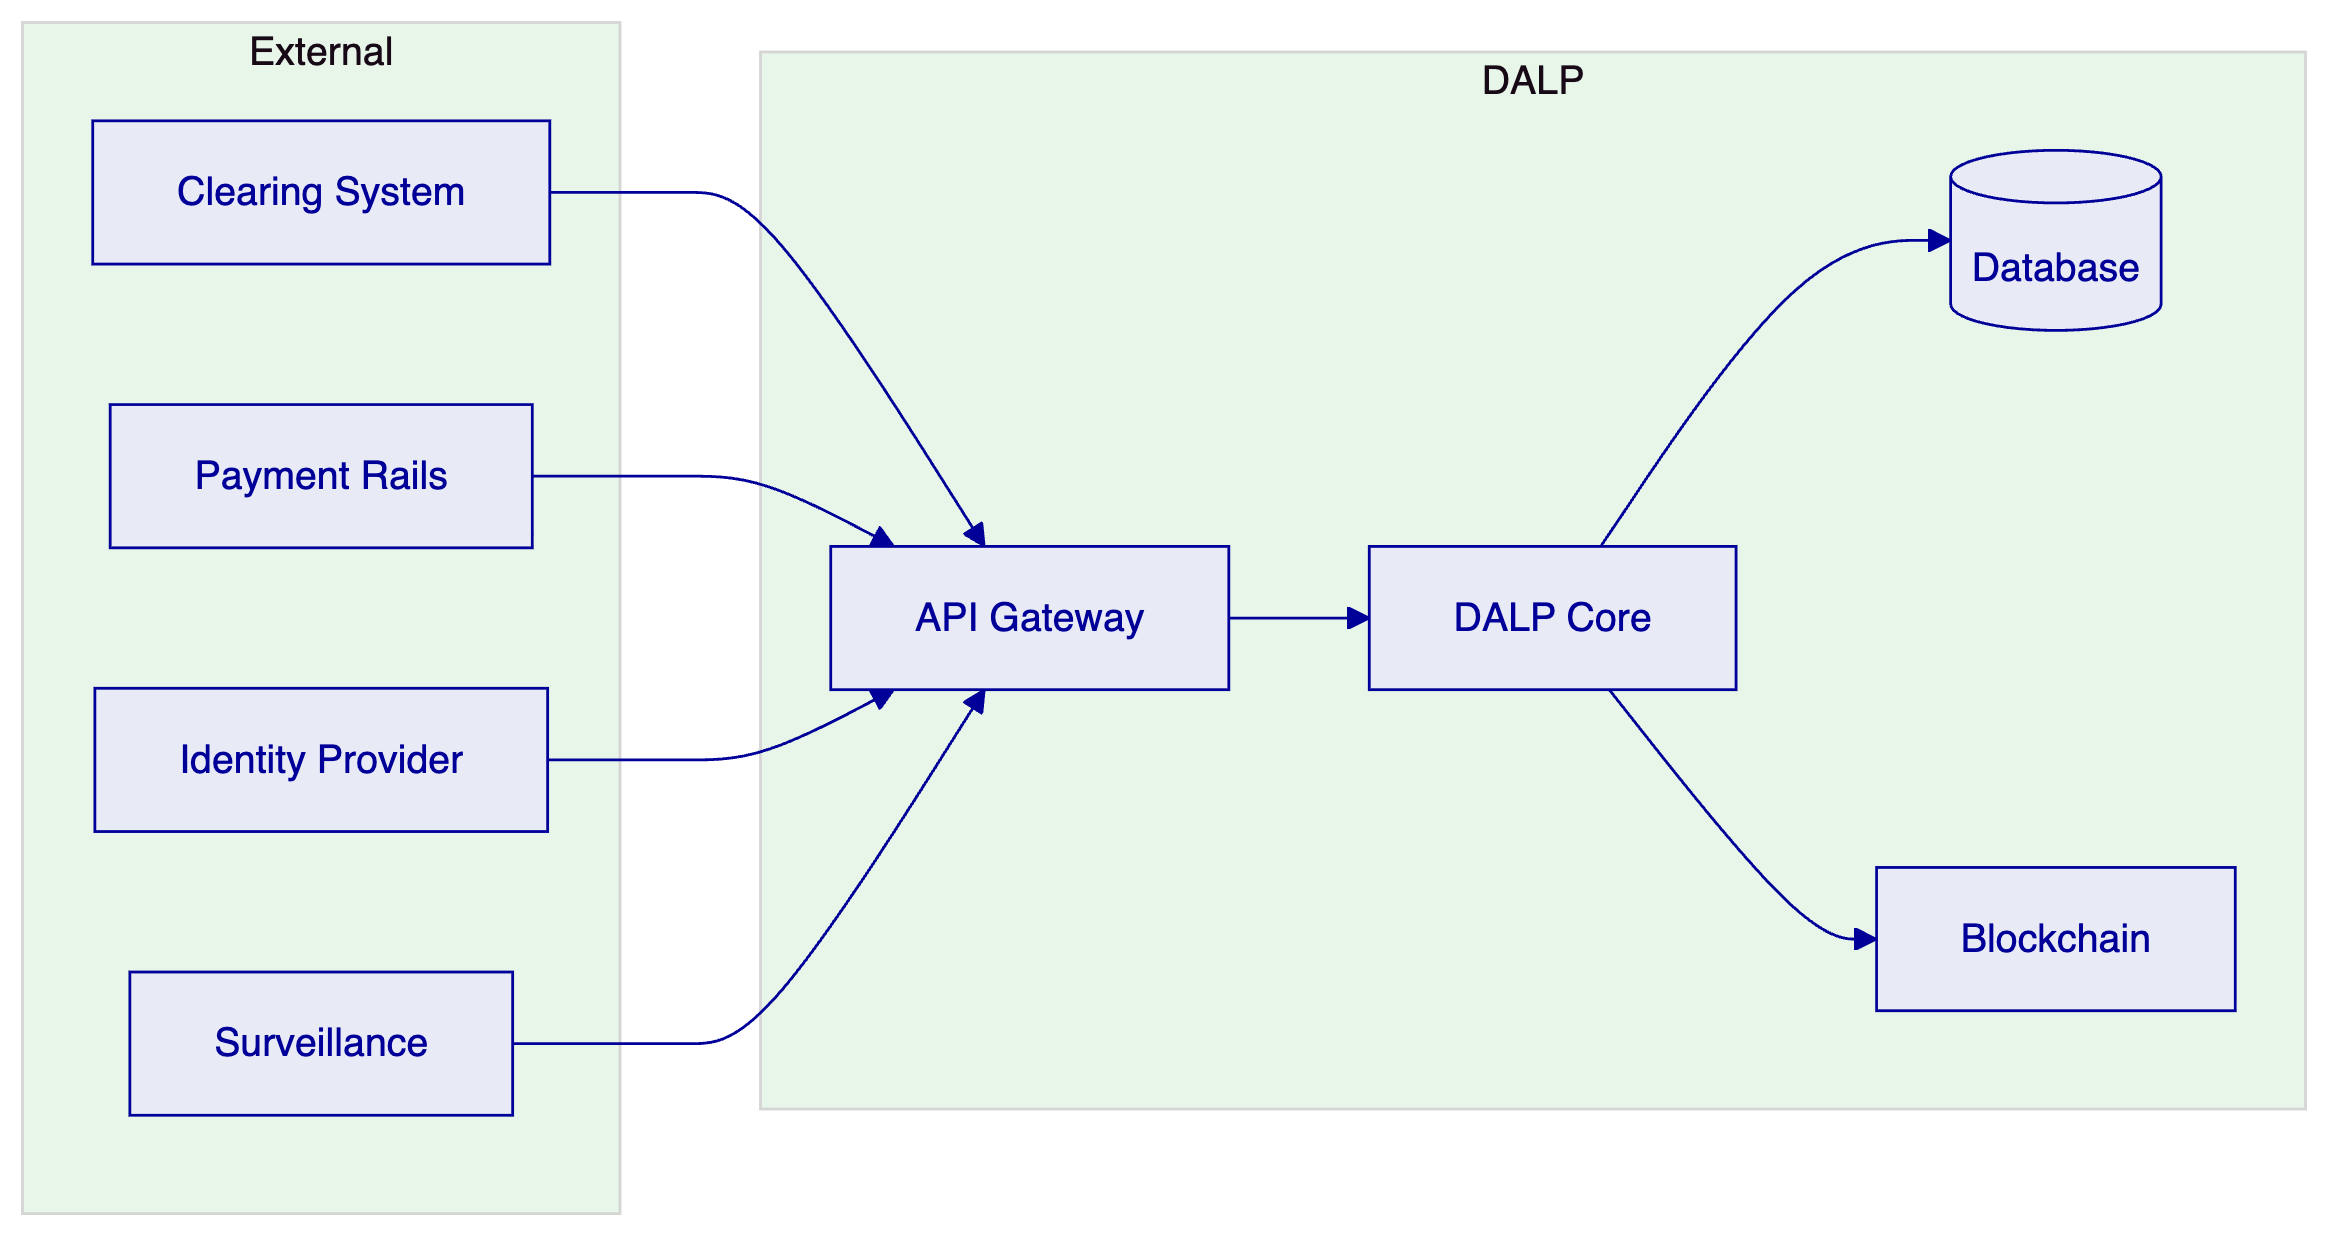 External
Clearing System
Payment Rails
Identity Provider
Surveillance
DALP
API Gateway
DALP Core
Database
Blockchain